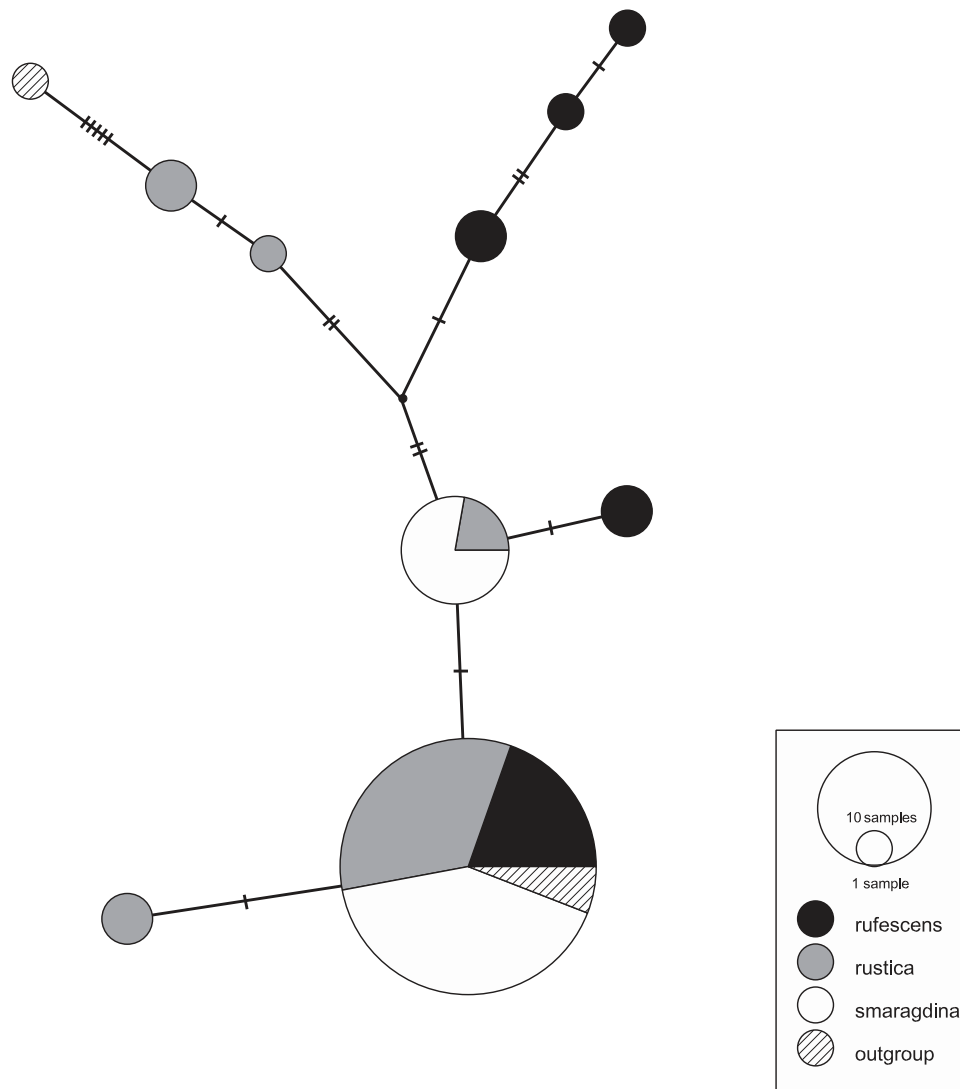 10 samples
1 sample
rufescens
rustica
smaragdina
outgroup